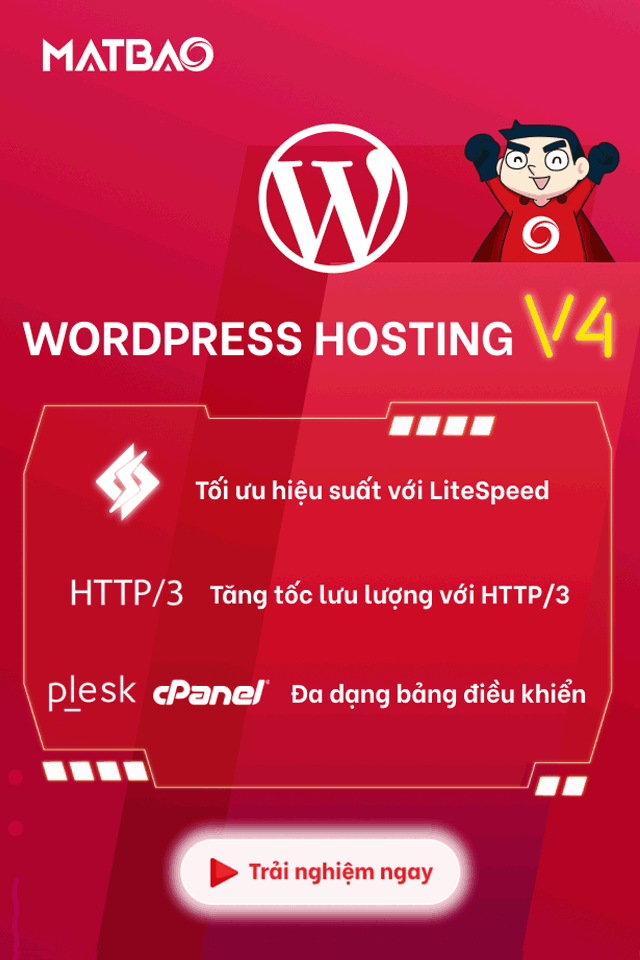 MATBAO
WORDPRESS HOSTING V4
Tối ưu hiệu suất với LiteSpeed
HTTP/3 Tăng tốc lưu lượng với HTTP/3
plesk cPanel® Đa dạng bảng điều khiển
Trải nghiệm ngay